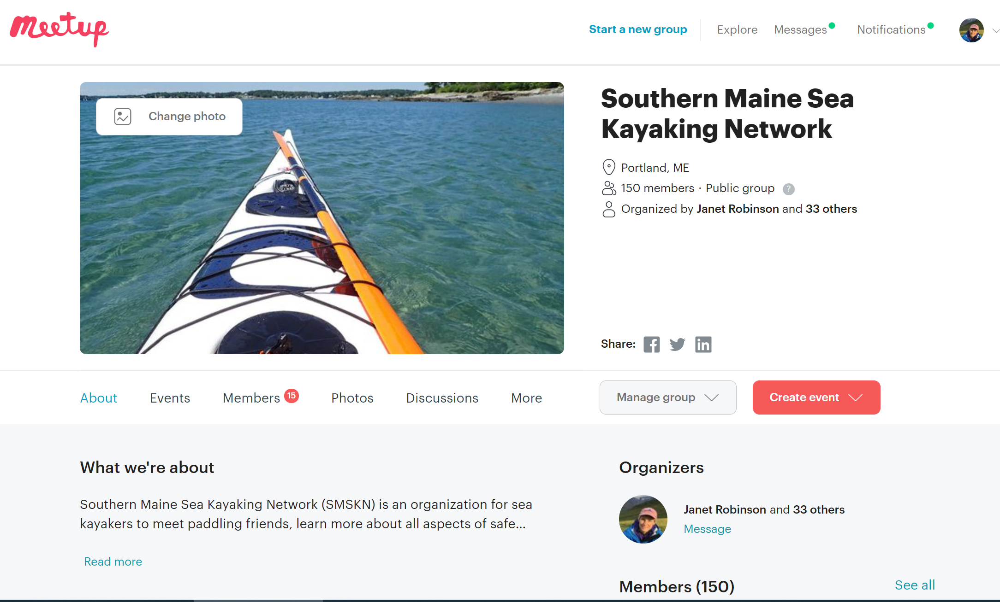 Meetup
Start a new group
Explore
Messages
Notifications
Change photo
Southern Maine Sea
Kayaking Network
Portland, ME
150 members · Public group ?
Organized by Janet Robinson and 33 others
Share:
About
Events
Members 15
Photos
Discussions
More
Manage group
Create event
What we're about
Southern Maine Sea Kayaking Network (SMSKN) is an organization for sea
kayakers to meet paddling friends, learn more about all aspects of safe...
Read more
Organizers
Janet Robinson and 33 others
Message
Members (150)
See all